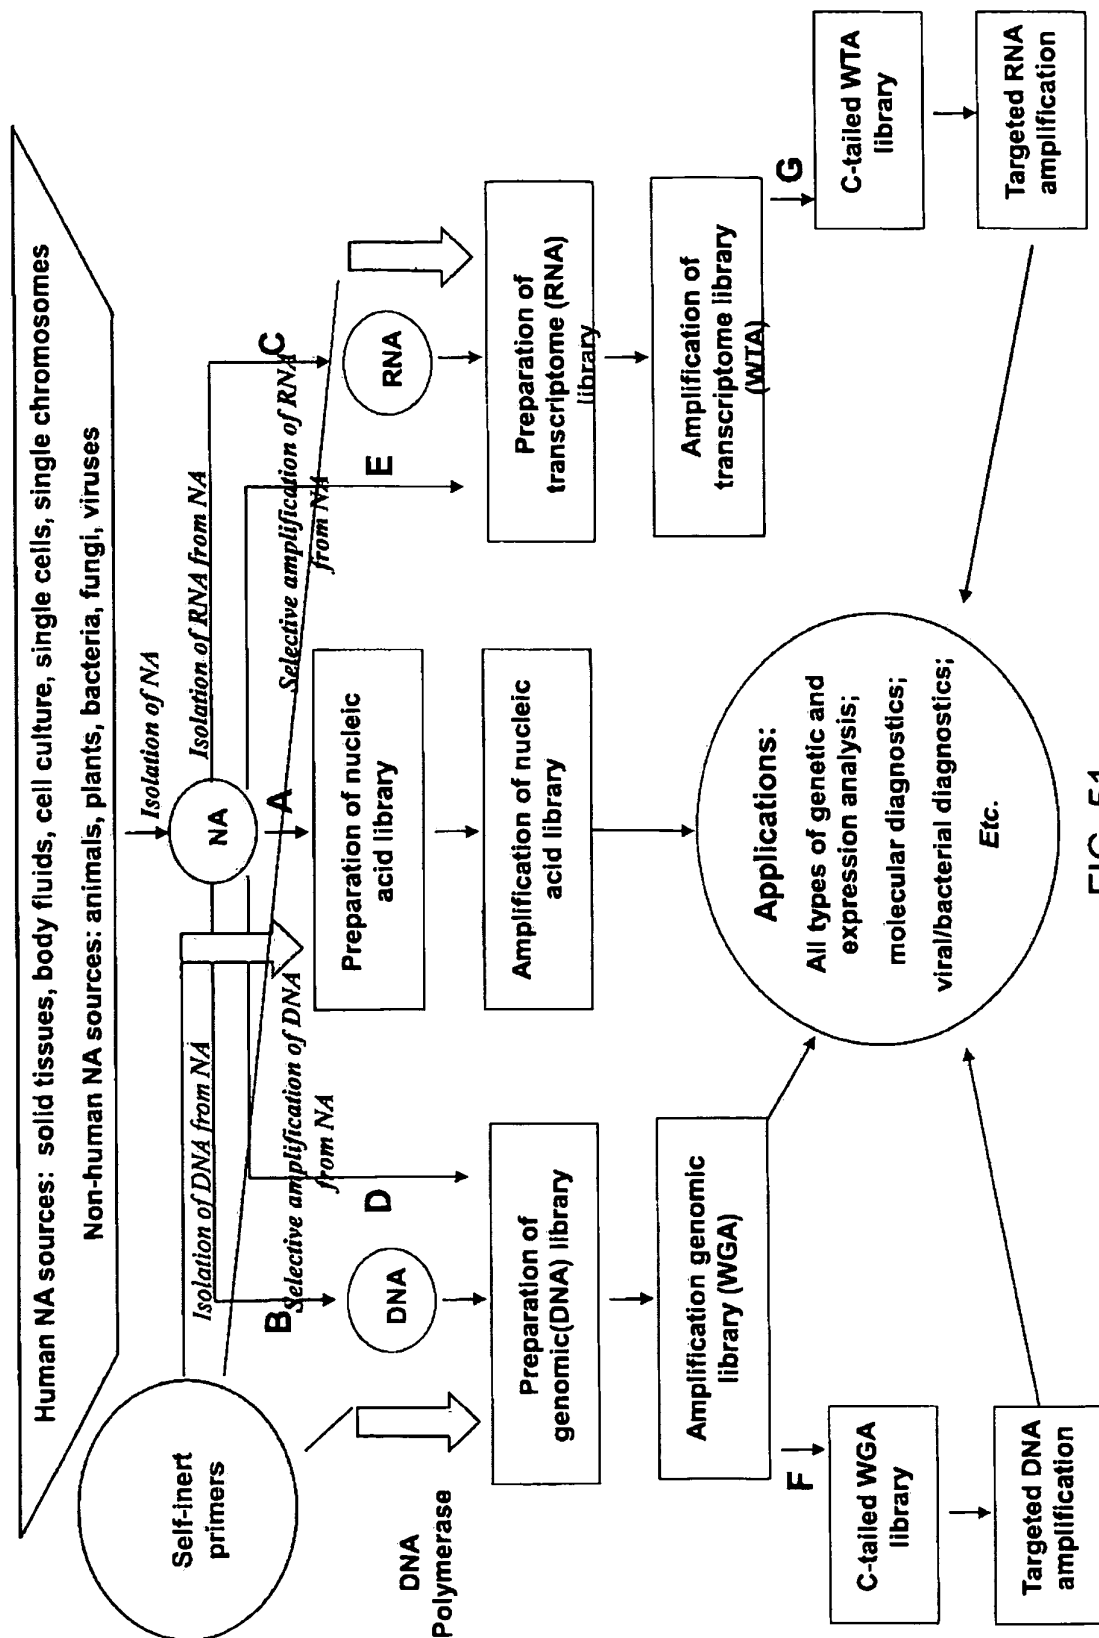 Human NA sources: solid tissues, body fluids, cell culture, single cells, single chromosomes
Non-human NA sources: animals, plants, bacteria, fungi, viruses
Self-inert
primers
Isolation of NA
NA
Isolation of DNA from NA
Isolation of RNA from NA
B
A
C
Selective amplification of DNA
from NA
Selective amplification of RNA
from NA
DNA
D
E
RNA
DNA
Polymerase
Preparation of
genomic(DNA) library
Preparation of nucleic
acid library
Preparation of
transcriptome (RNA)
library
Amplification genomic
library (WGA)
Amplification of nucleic
acid library
Amplification of
transcriptome library
(WTA)
F
G
C-tailed WGA
library
C-tailed WTA
library
Targeted DNA
amplification
Targeted RNA
amplification
Applications:
All types of genetic and
expression analysis;
molecular diagnostics;
viral/bacterial diagnostics;
Etc.
FIG. 51